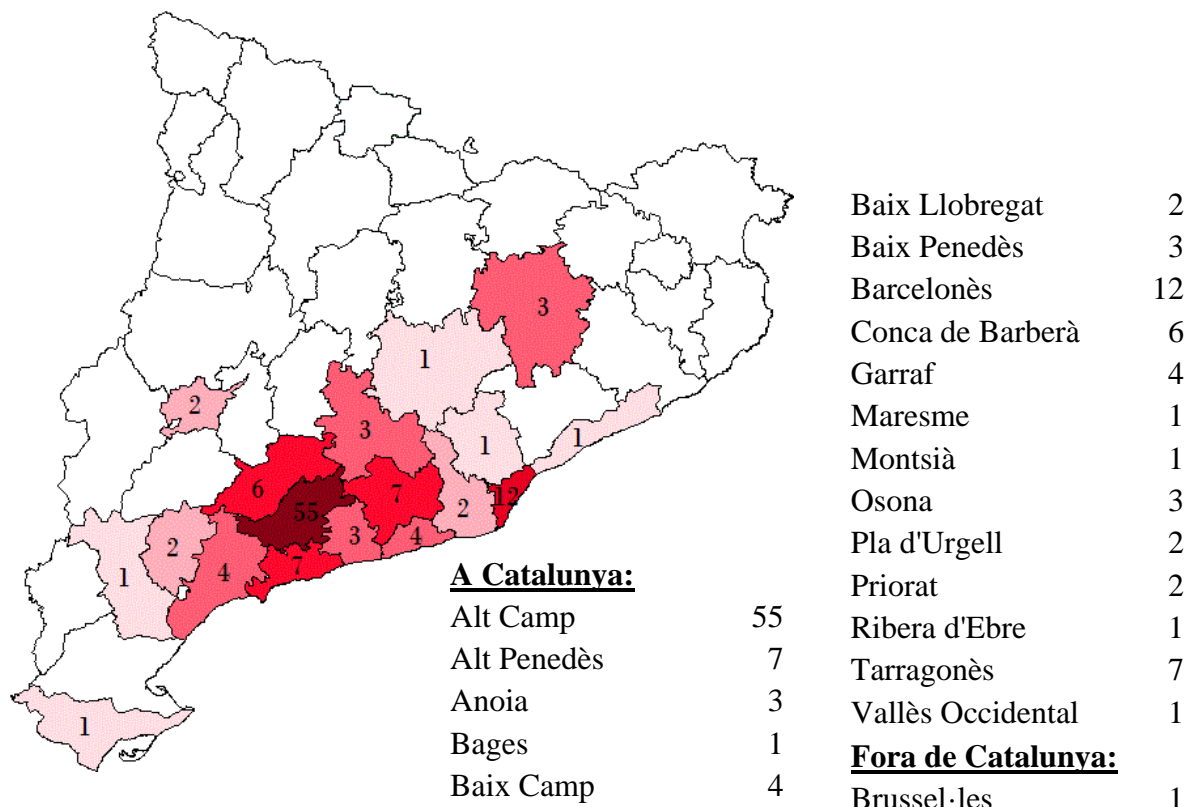 3
1
2
3
1
1
6
7
12
55
2
2
3
4
1
4
7
1
A Catalunya:
Alt Camp 55
Alt Penedès 7
Anoia 3
Bages 1
Baix Camp 4
Baix Llobregat 2
Baix Penedès 3
Barcelonès 12
Conca de Barberà 6
Garraf 4
Maresme 1
Montsià 1
Osona 3
Pla d'Urgell 2
Priorat 2
Ribera d'Ebre 1
Tarragonès 7
Vallès Occidental 1
Fora de Catalunya:
Brussel·les 1